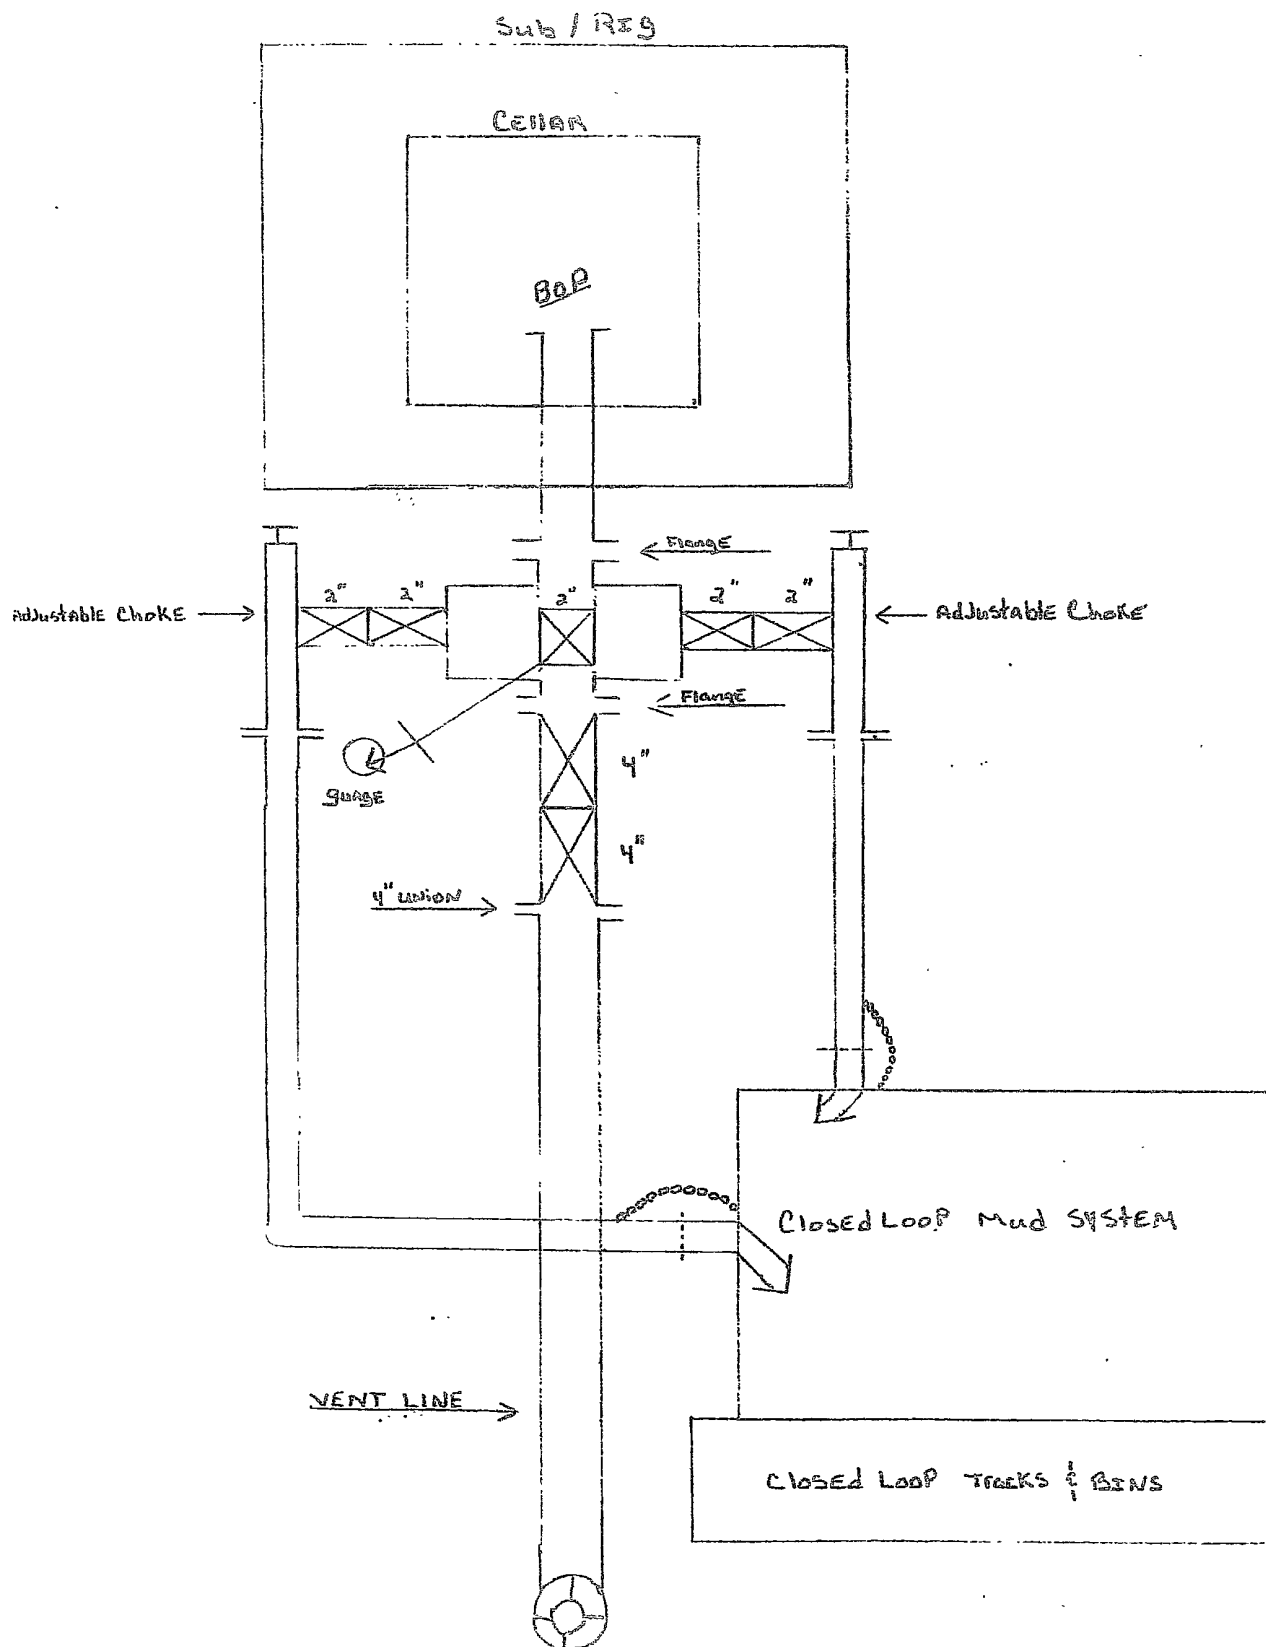 Sub / RIg
CEllAR
BOP
FlangE
2" 2" 2" 2" 2"
AdJustablE ChoKE
AdJustablE ChoKE
FlangE
4"
guagE
4"
4" UNION
Closed LOOP Mud SYSTEM
VENT LINE
Closed LOOP TracKS & BINS